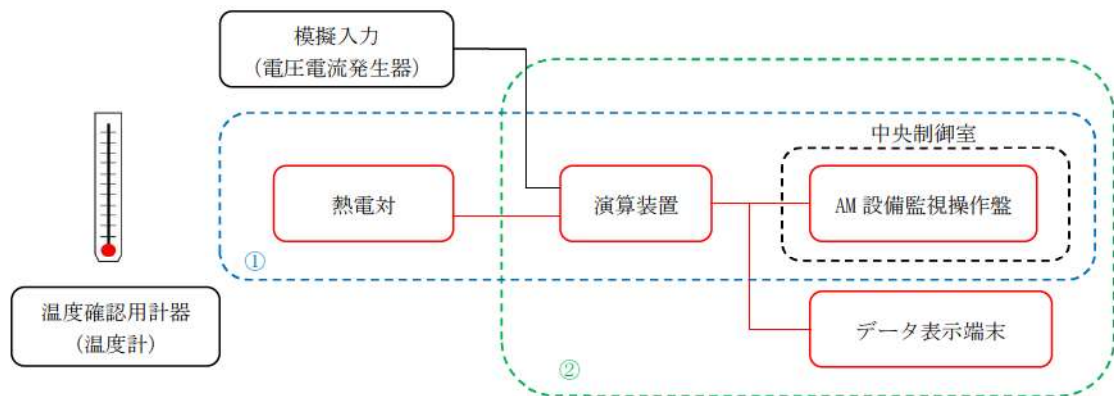 模擬入力
（電圧電流発生器）
中央制御室
熱電対
演算装置
AM 設備監視操作盤
①
温度確認用計器
（温度計）
データ表示端末
②